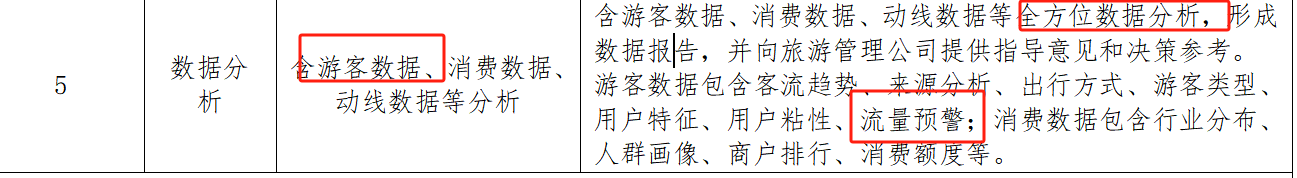 5
数据分
析
含游客数据、消费数据、
动线数据等分析
含游客数据、消费数据、动线数据等全方位数据分析，形成
数据报告，并向旅游管理公司提供指导意见和决策参考。
游客数据包含客流趋势、来源分析、出行方式、游客类型、
用户特征、用户粘性、流量预警；消费数据包含行业分布、
人群画像、商户排行、消费额度等。